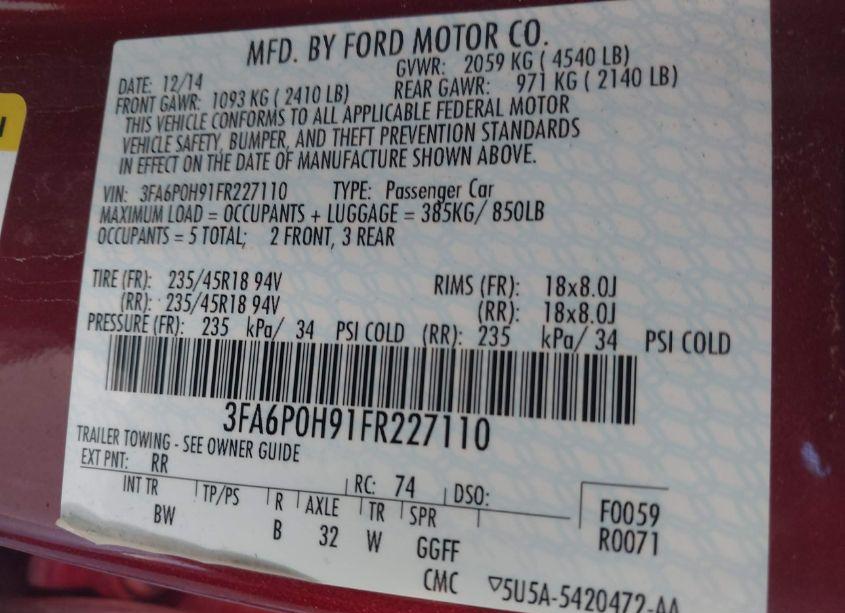 MFD. BY FORD MOTOR CO.
DATE: 12/14 GVWR: 2059 KG ( 4540 LB)
FRONT GAWR: 1093 KG ( 2410 LB) REAR GAWR: 971 KG ( 2140 LB)
THIS VEHICLE CONFORMS TO ALL APPLICABLE FEDERAL MOTOR
VEHICLE SAFETY, BUMPER, AND THEFT PREVENTION STANDARDS
IN EFFECT ON THE DATE OF MANUFACTURE SHOWN ABOVE.
VIN: 3FA6P0H91FR227110 TYPE: Passenger Car
MAXIMUM LOAD = OCCUPANTS + LUGGAGE = 385KG/ 850LB
OCCUPANTS = 5 TOTAL; 2 FRONT, 3 REAR
TIRE (FR): 235/45R18 94V RIMS (FR): 18x8.0J
(RR): 235/45R18 94V (RR): 18x8.0J
PRESSURE (FR): 235 kPa/ 34 PSI COLD (RR): 235 kPa/ 34 PSI COLD
3FA6P0H91FR227110
TRAILER TOWING - SEE OWNER GUIDE
EXT PNT: RR RC: 74 DSO:
INT TR TP/PS R AXLE TR SPR F0059
BW B 32 W GGFF R0071
CMC ▽5U5A-5420472-AA